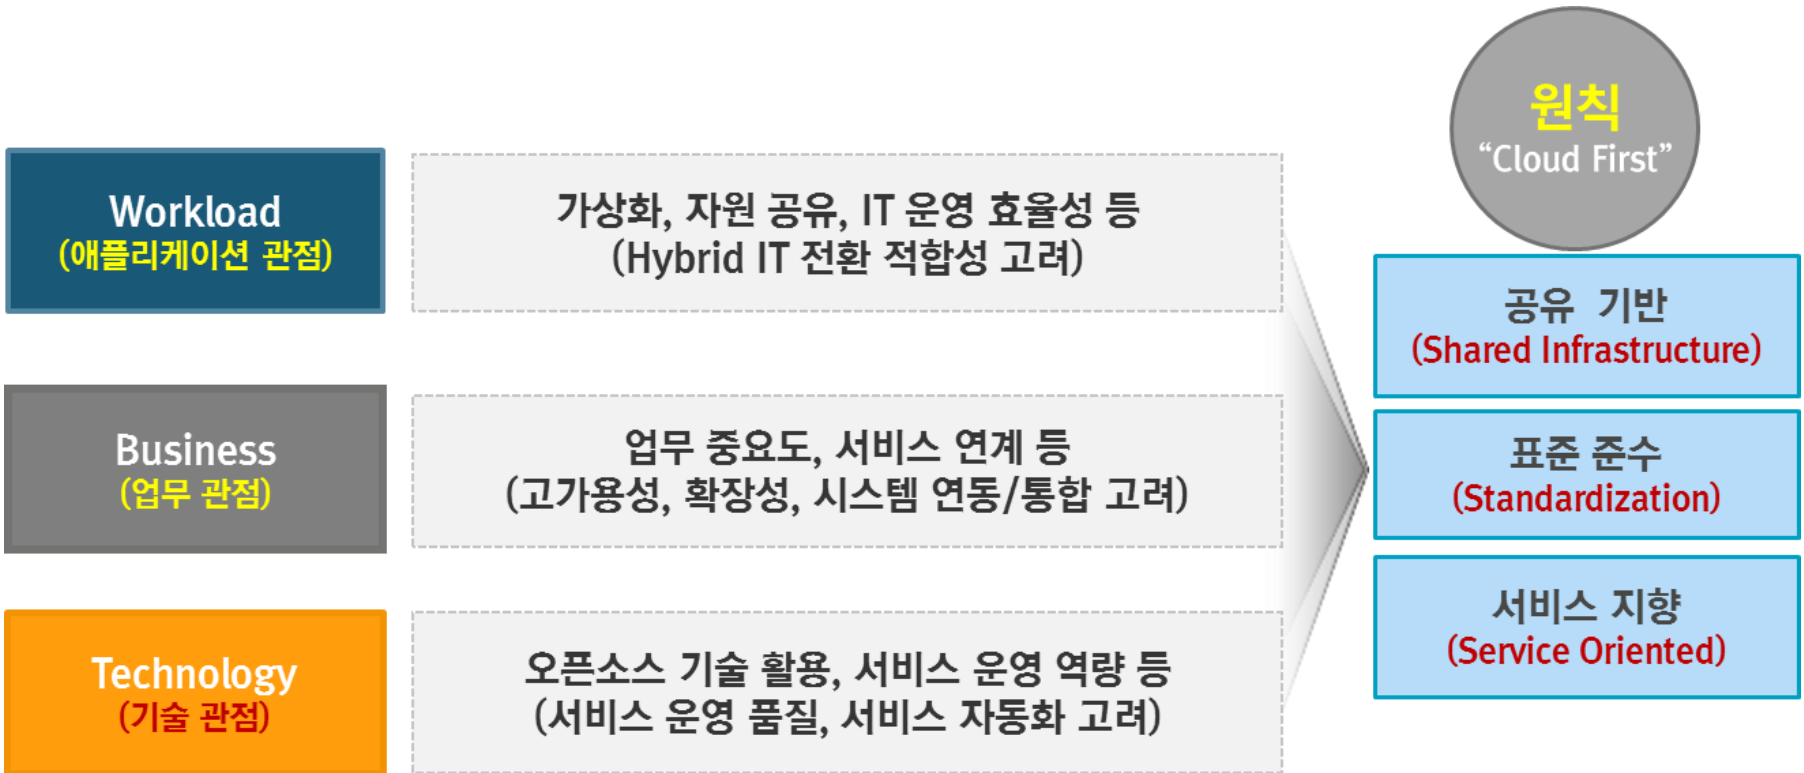 원칙
“Cloud First”
Workload
(애플리케이션 관점)
가상화, 자원 공유, IT 운영 효율성 등
(Hybrid IT 전환 적합성 고려)
공유 기반
(Shared Infrastructure)
Business
(업무 관점)
업무 중요도, 서비스 연계 등
(고가용성, 확장성, 시스템 연동/통합 고려)
표준 준수
(Standardization)
Technology
(기술 관점)
오픈소스 기술 활용, 서비스 운영 역량 등
(서비스 운영 품질, 서비스 자동화 고려)
서비스 지향
(Service Oriented)